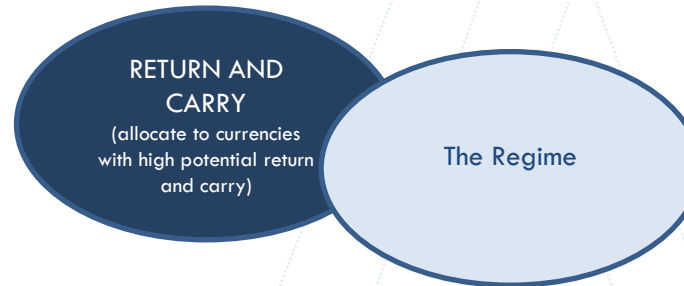 RETURN AND
CARRY
(allocate to currencies
with high potential return
and carry)
The Regime